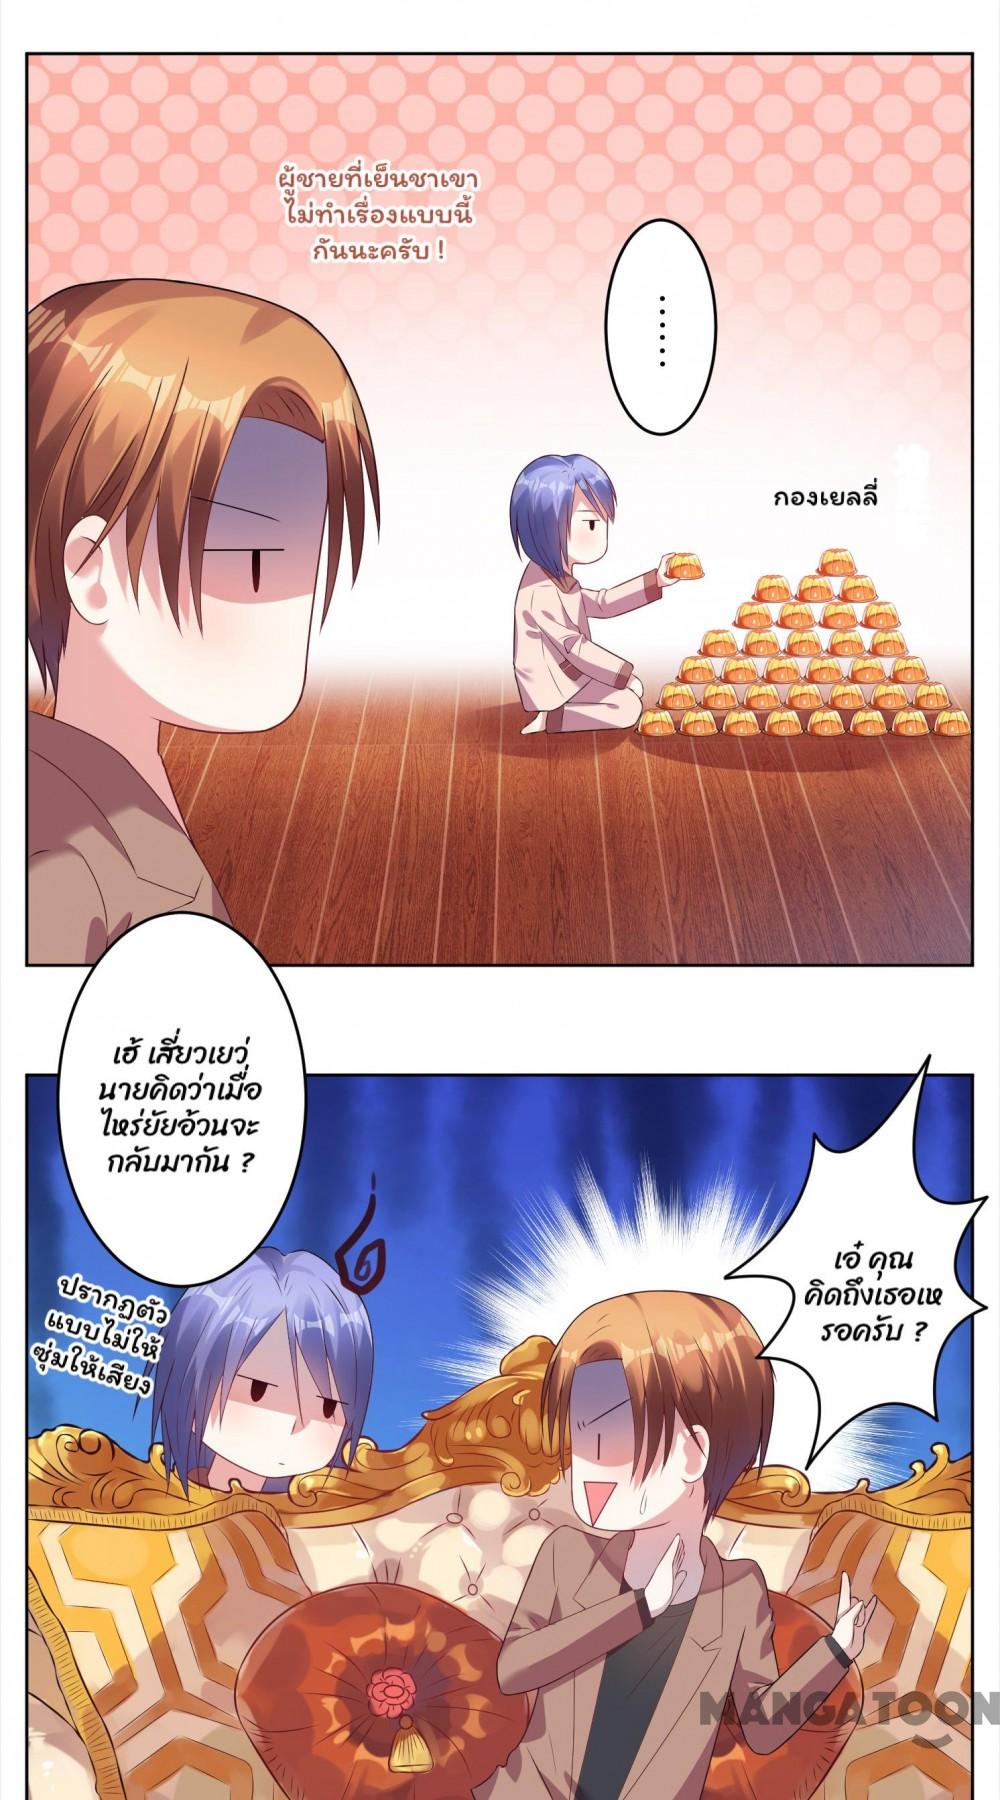 ผู้ชายที่เย็นชาเขา
ไม่ทำเรื่องแบบนี้
กันนะครับ !
......
กองเยลลี่
เฮ้ เสี่ยวเยว่
นายคิดว่าเมื่อ
ไหร่ยัยอ้วนจะ
กลับมากัน ?
ปรากฏตัว
แบบไม่ให้
ซุ่มให้เสียง
เอ๋ คุณ
คิดถึงเธอเห
รอครับ ?
MANGATOON